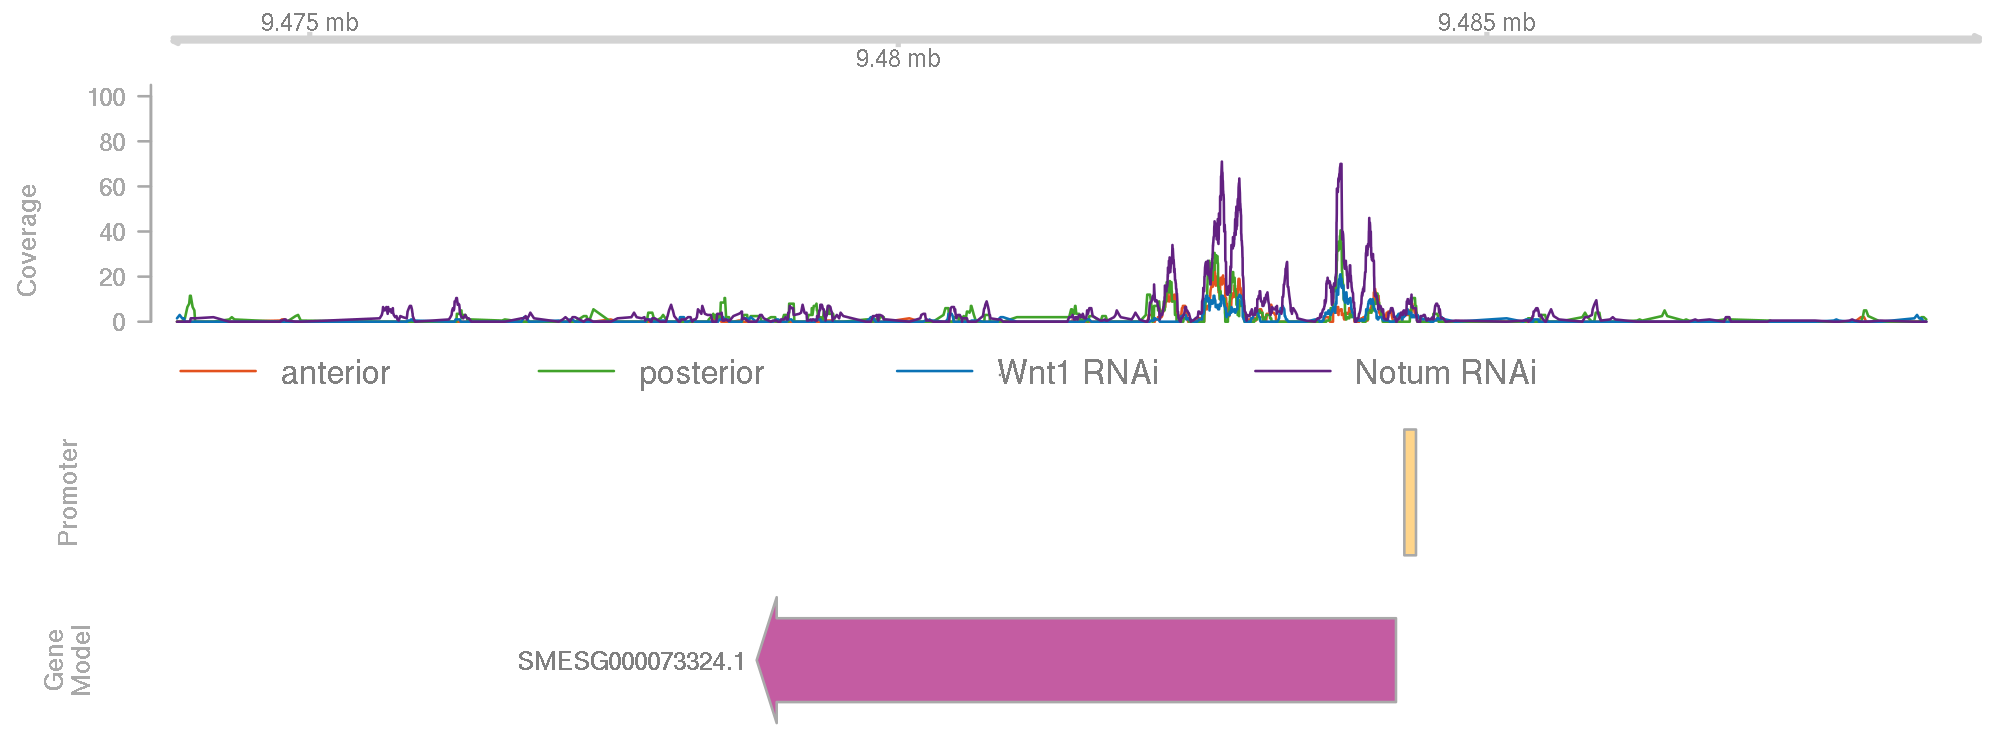 9.475 mb
9.485 mb
9.48 mb
Coverage
100
80
60
40
20
0
anterior
posterior
Wnt1 RNAi
Notum RNAi
Promoter
Gene
Model
SMESG000073324.1